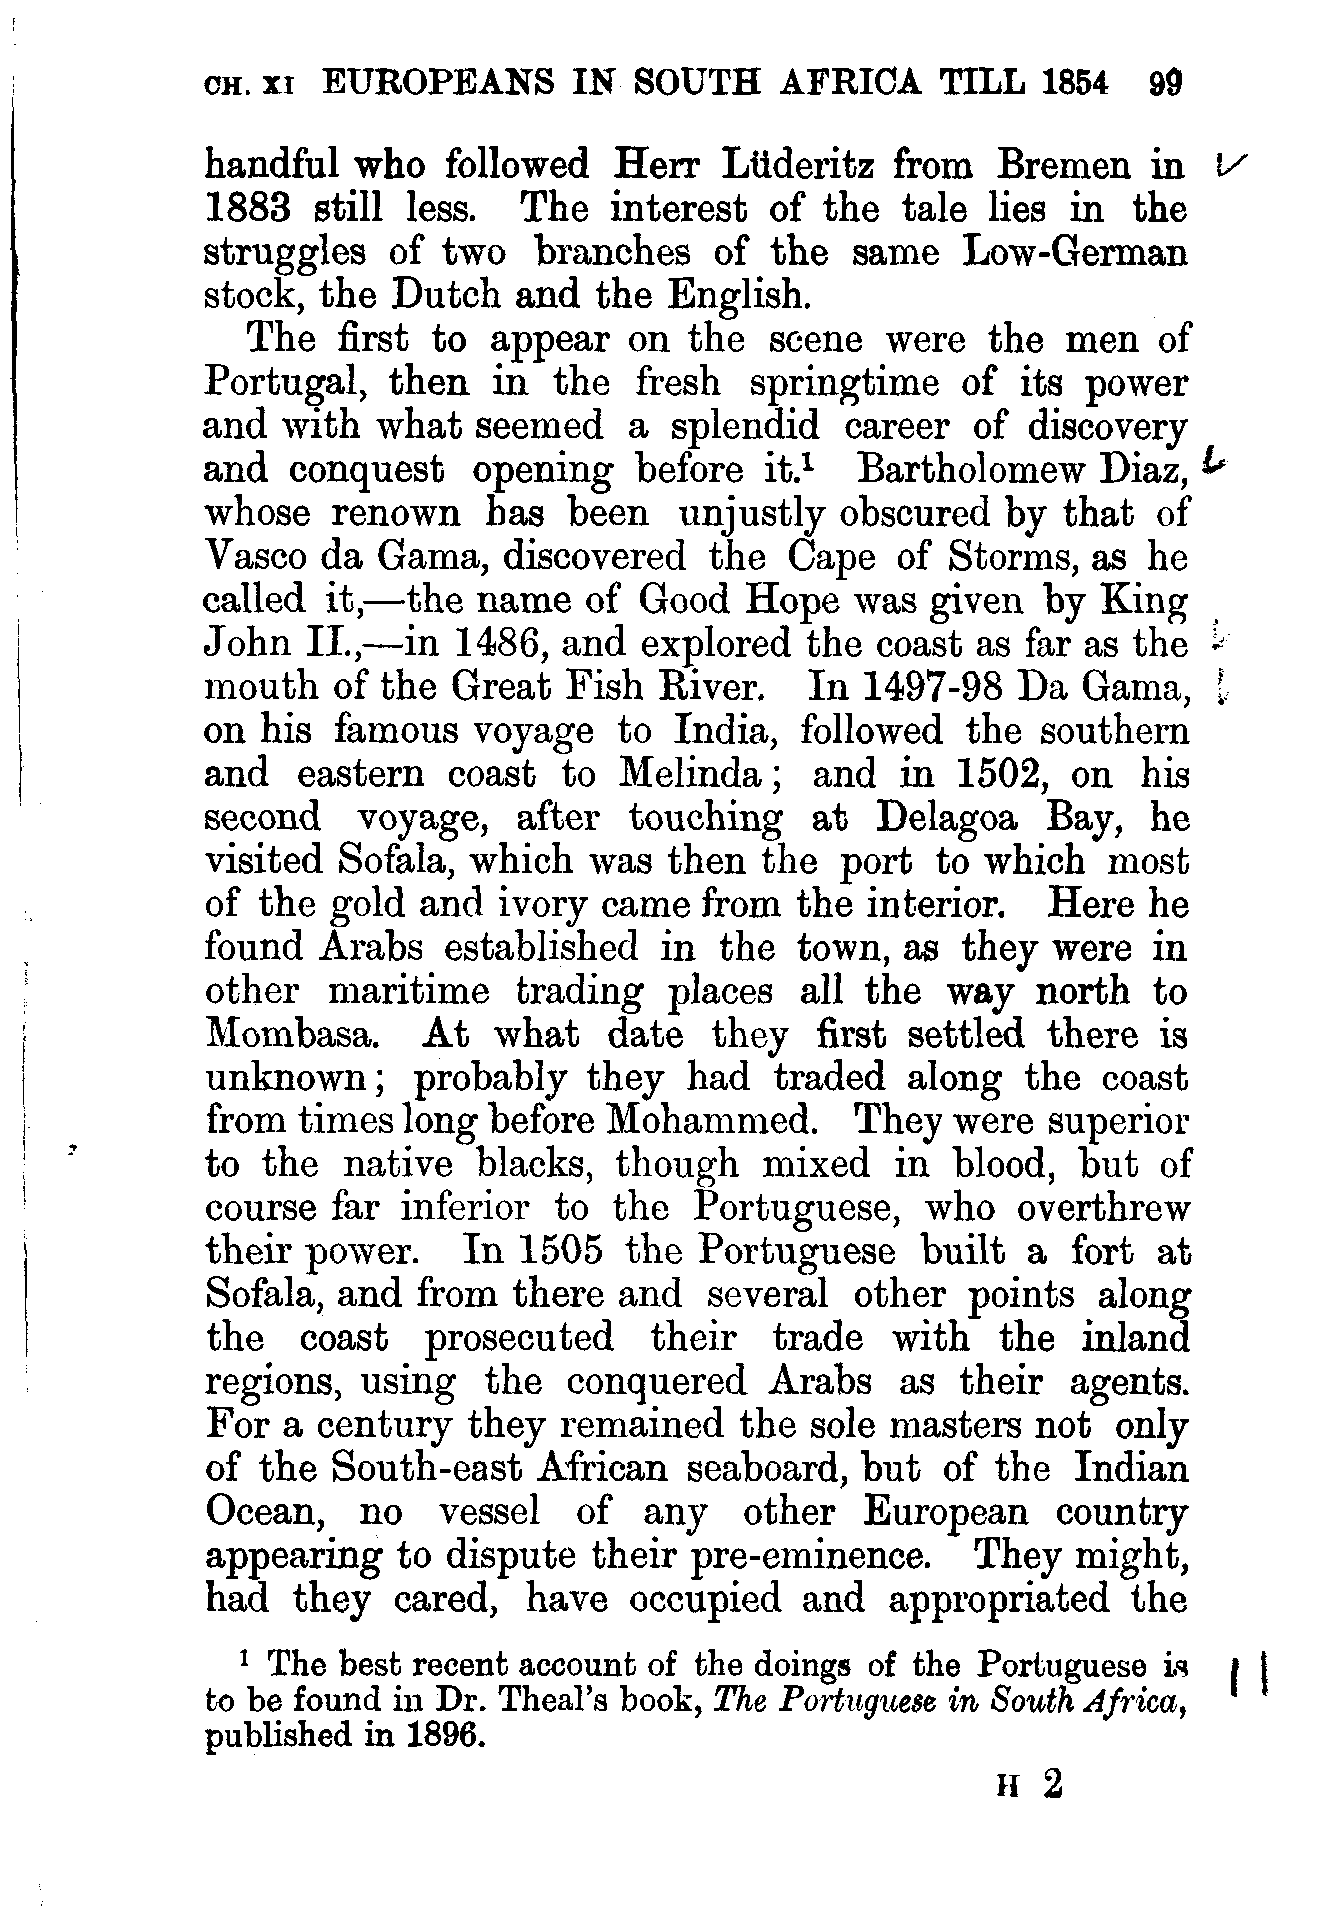 CH. XI EUROPEANS IN SOUTH AFRICA TILL 1854 99
handful who followed Herr Lüderitz from Bremen in
1883 still less. The interest of the tale lies in the
struggles of two branches of the same Low-German
stock, the Dutch and the English.
The first to appear on the scene were the men of
Portugal, then in the fresh springtime of its power
and with what seemed a splendid career of discovery
and conquest opening before it.¹ Bartholomew Diaz,
whose renown has been unjustly obscured by that of
Vasco da Gama, discovered the Cape of Storms, as he
called it,—the name of Good Hope was given by King
John II.,—in 1486, and explored the coast as far as the
mouth of the Great Fish River. In 1497-98 Da Gama,
on his famous voyage to India, followed the southern
and eastern coast to Melinda; and in 1502, on his
second voyage, after touching at Delagoa Bay, he
visited Sofala, which was then the port to which most
of the gold and ivory came from the interior. Here he
found Arabs established in the town, as they were in
other maritime trading places all the way north to
Mombasa. At what date they first settled there is
unknown; probably they had traded along the coast
from times long before Mohammed. They were superior
to the native blacks, though mixed in blood, but of
course far inferior to the Portuguese, who overthrew
their power. In 1505 the Portuguese built a fort at
Sofala, and from there and several other points along
the coast prosecuted their trade with the inland
regions, using the conquered Arabs as their agents.
For a century they remained the sole masters not only
of the South-east African seaboard, but of the Indian
Ocean, no vessel of any other European country
appearing to dispute their pre-eminence. They might,
had they cared, have occupied and appropriated the
¹ The best recent account of the doings of the Portuguese is
to be found in Dr. Theal's book, The Portuguese in South Africa,
published in 1896.
H 2